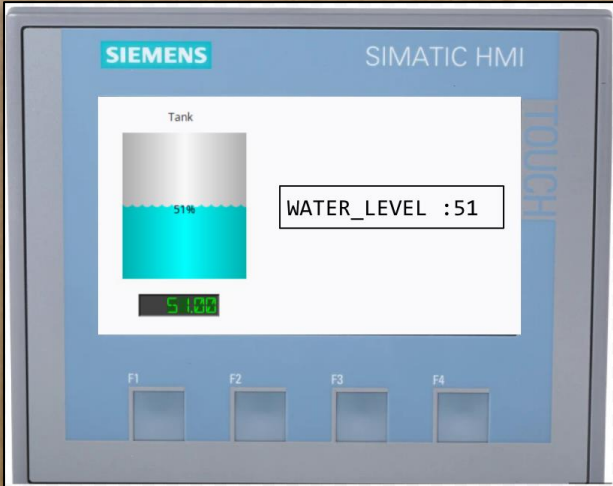 SIEMENS
SIMATIC HMI
TOUCH
Tank
51%
WATER_LEVEL :51
51.00
F1
F2
F3
F4